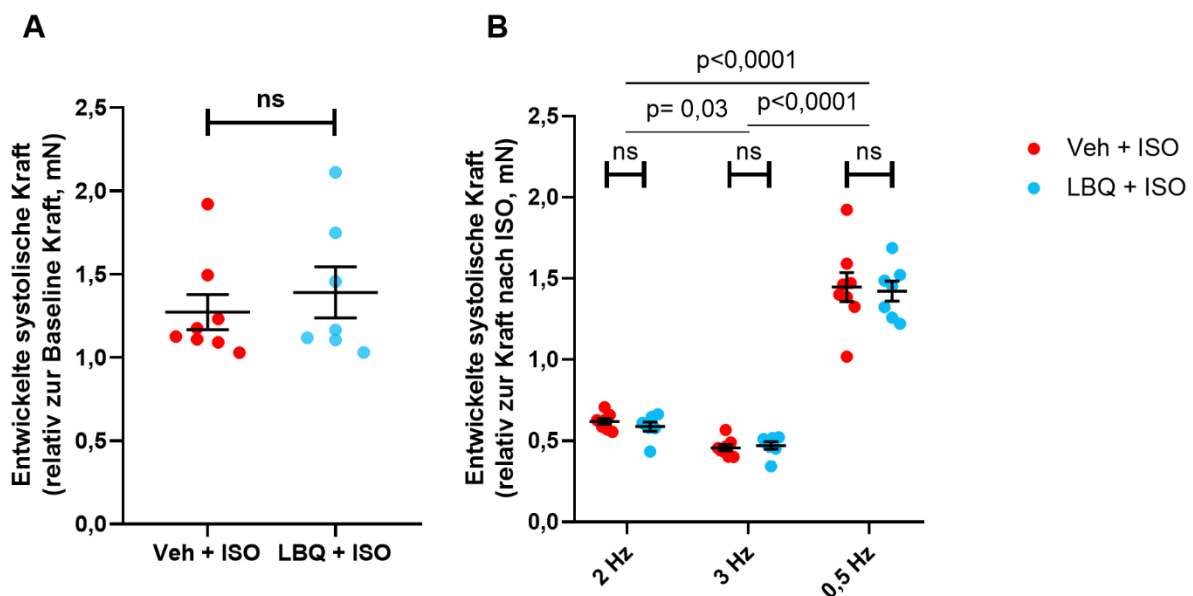 A
Entwickelte systolische Kraft
(relativ zur Baseline Kraft, mN)
2,5
2,0
1,5
1,0
0,5
0,0
ns
Veh + ISO
LBQ + ISO
B
Entwickelte systolische Kraft
(relativ zur Kraft nach ISO, mN)
2,5
2,0
1,5
1,0
0,5
0,0
p<0,0001
p= 0,03
p<0,0001
ns
ns
ns
2 Hz
3 Hz
0,5 Hz
Veh + ISO
LBQ + ISO